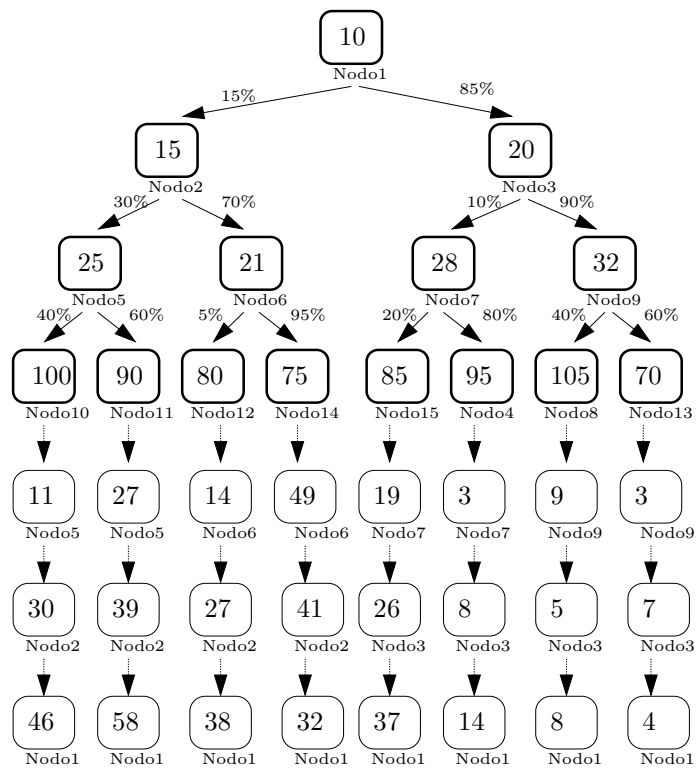 10
Nodo1
15% 85%
15 20
Nodo2 Nodo3
30% 70% 10% 90%
25 21 28 32
Nodo5 Nodo6 Nodo7 Nodo9
40% 60% 5% 95% 20% 80% 40% 60%
100 90 80 75 85 95 105 70
Nodo10 Nodo11 Nodo12 Nodo14 Nodo15 Nodo4 Nodo8 Nodo13
11 27 14 49 19 3 9 3
Nodo5 Nodo5 Nodo6 Nodo6 Nodo7 Nodo7 Nodo9 Nodo9
30 39 27 41 26 8 5 7
Nodo2 Nodo2 Nodo2 Nodo2 Nodo3 Nodo3 Nodo3 Nodo3
46 58 38 32 37 14 8 4
Nodo1 Nodo1 Nodo1 Nodo1 Nodo1 Nodo1 Nodo1 Nodo1